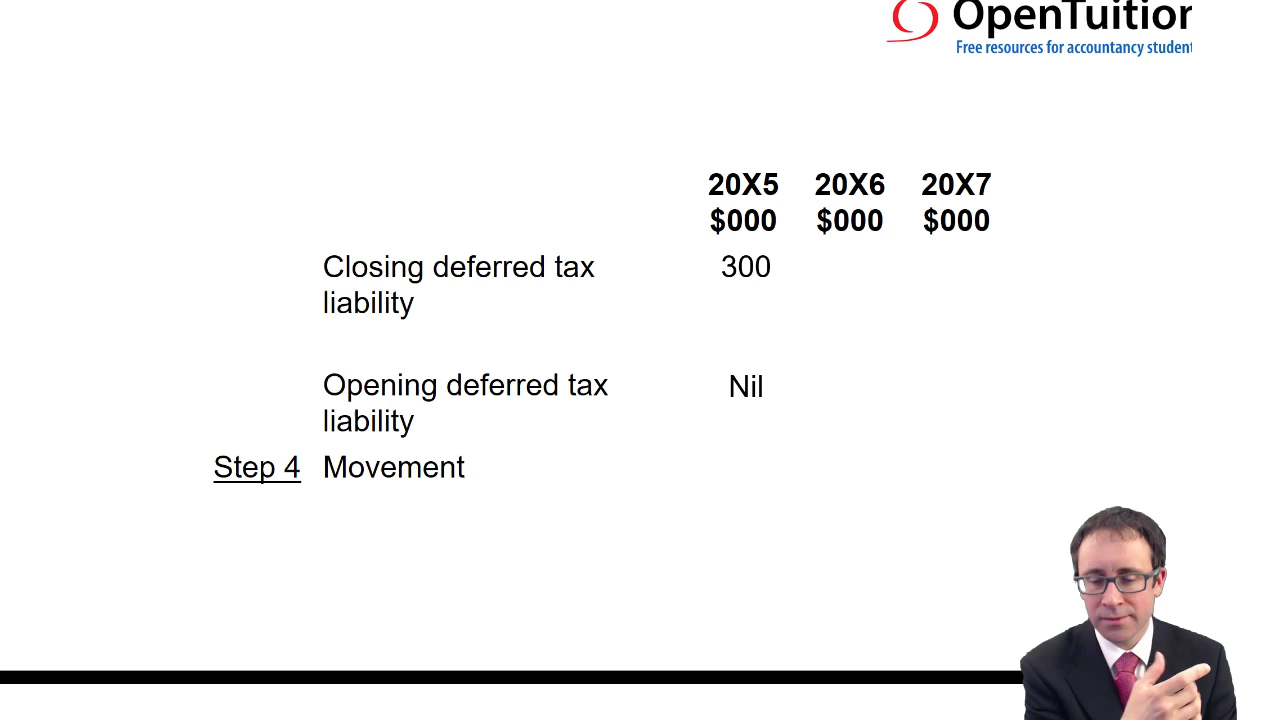 OpenTuition
Free resources for accountancy student
20X5 20X6 20X7
$000 $000 $000
Closing deferred tax 300
liability
Opening deferred tax Nil
liability
Step 4 Movement